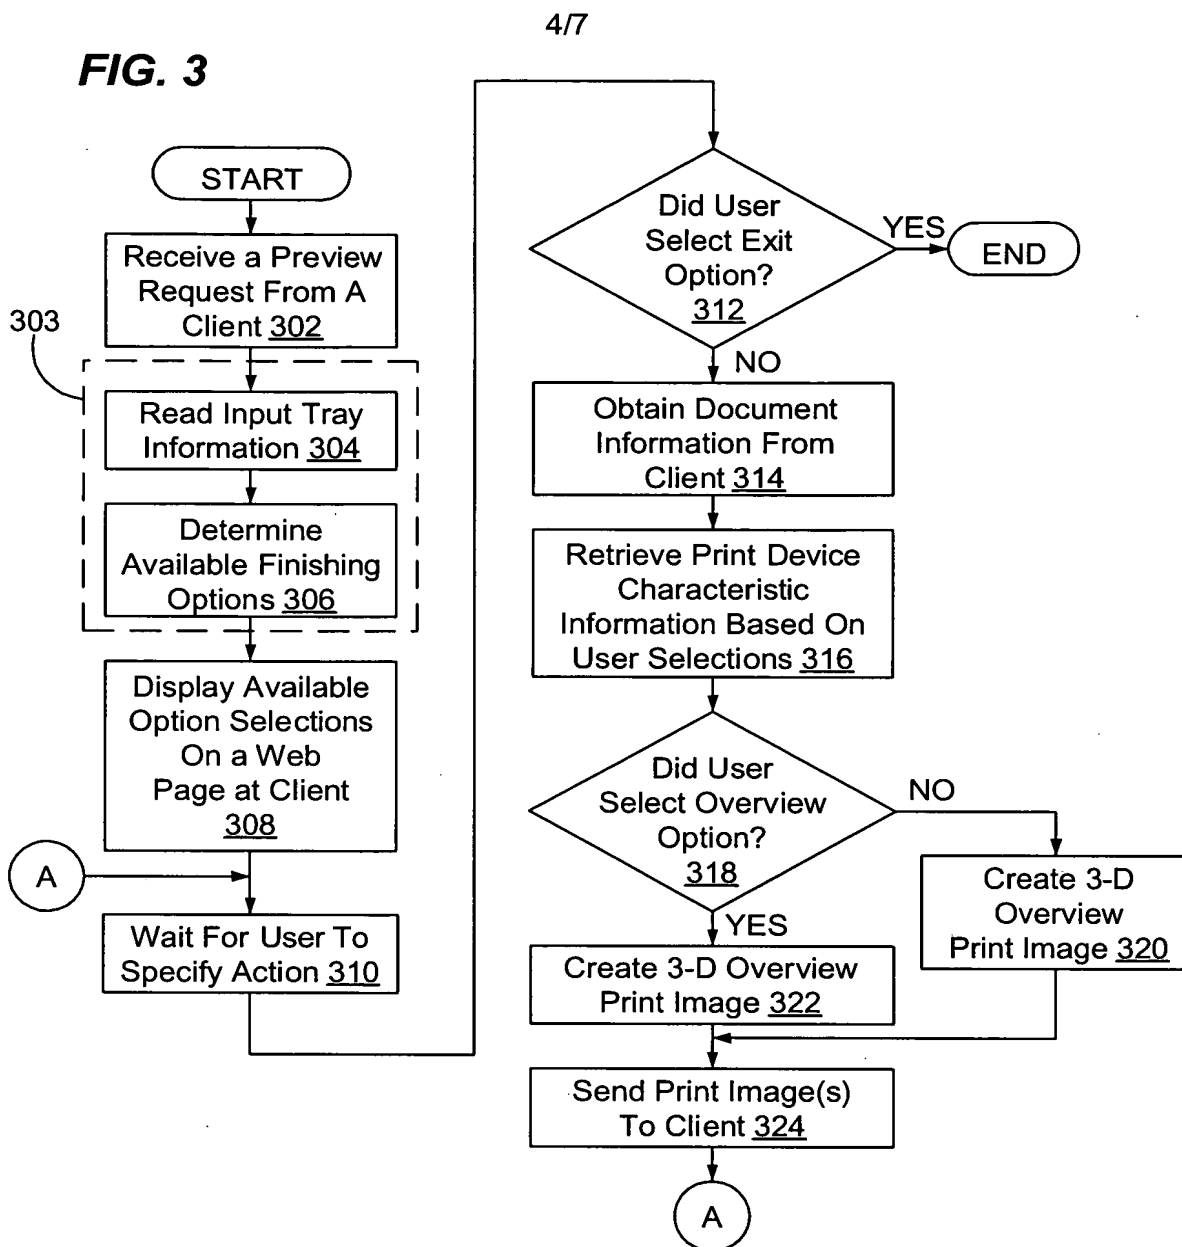 4/7
FIG. 3
START
Receive a Preview
Request From A
Client 302
303
Read Input Tray
Information 304
Determine
Available Finishing
Options 306
Display Available
Option Selections
On a Web
Page at Client
308
A
Wait For User To
Specify Action 310
Did User
Select Exit
Option?
312
YES
END
NO
Obtain Document
Information From
Client 314
Retrieve Print Device
Characteristic
Information Based On
User Selections 316
Did User
Select Overview
Option?
318
NO
YES
Create 3-D
Overview
Print Image 320
Create 3-D Overview
Print Image 322
Send Print Image(s)
To Client 324
A